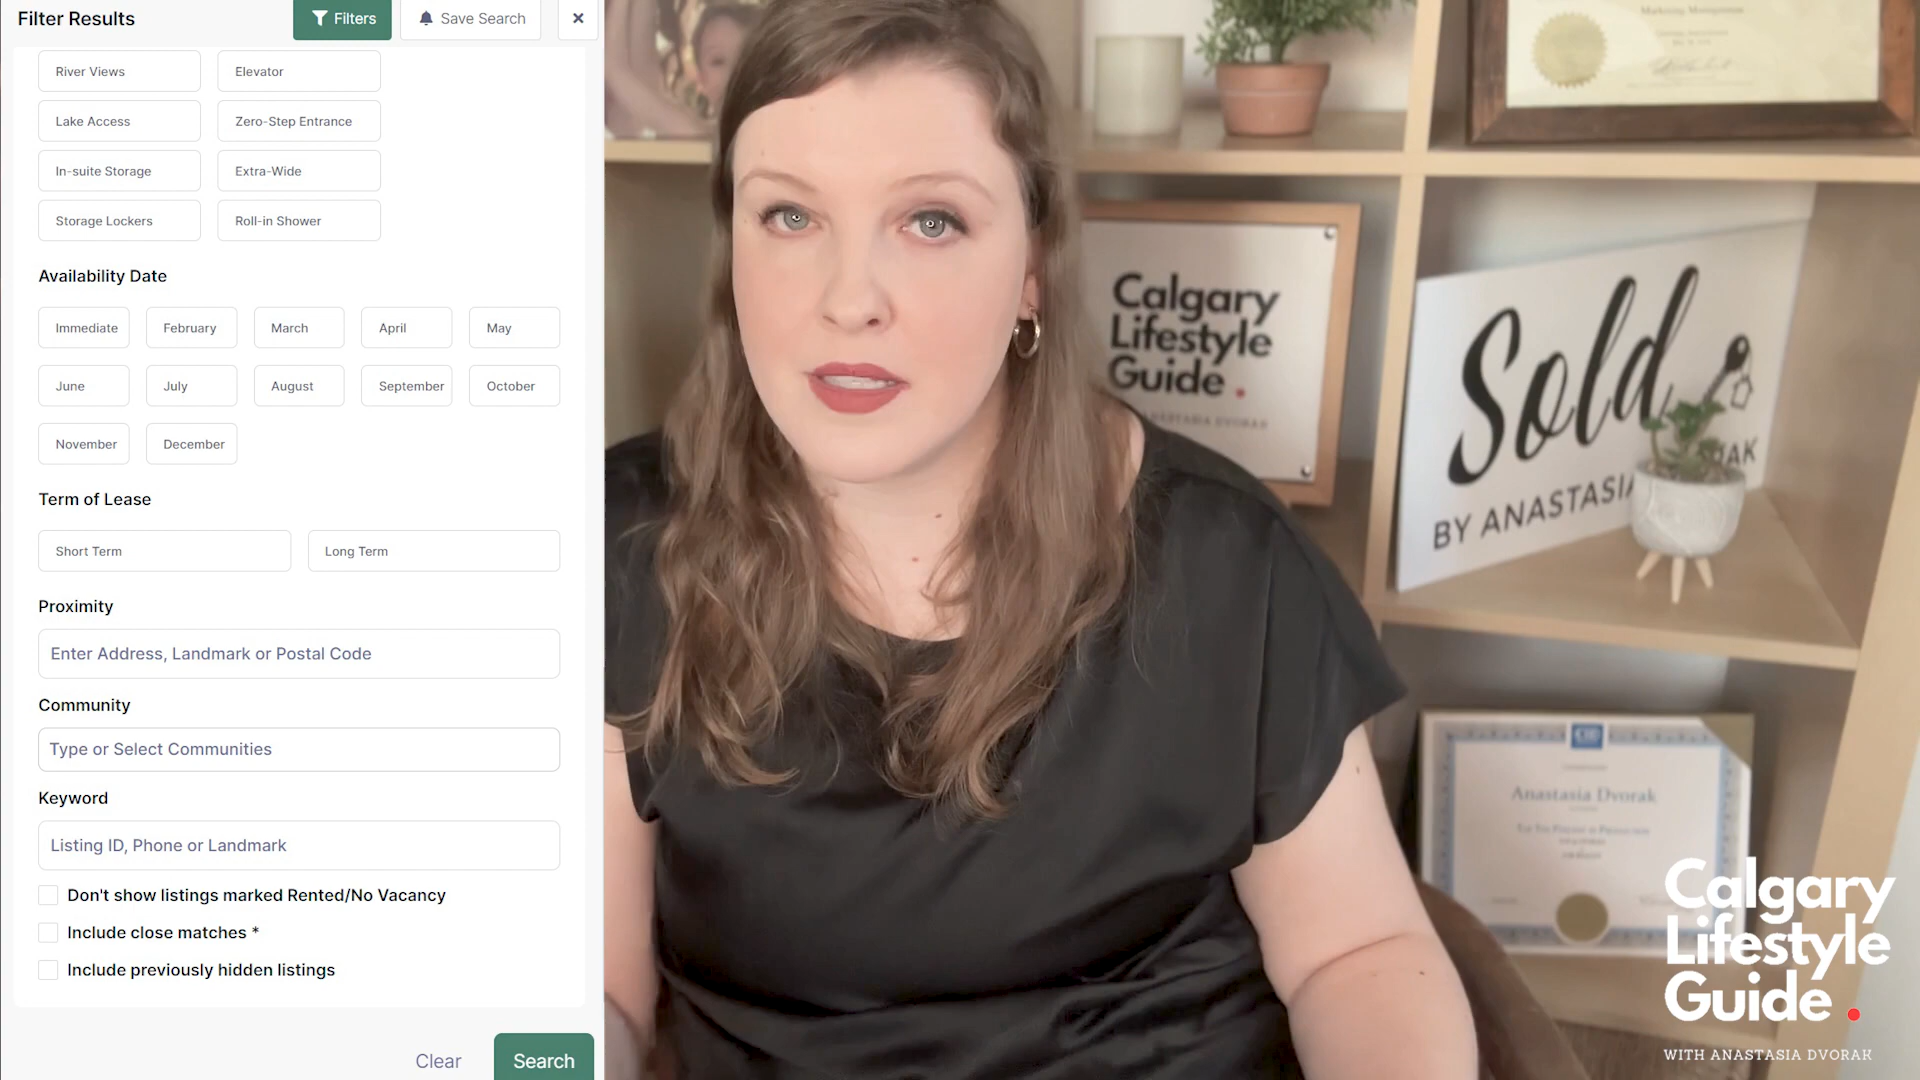 Filter Results
Filters
Save Search
River Views
Elevator
Lake Access
Zero-Step Entrance
In-suite Storage
Extra-Wide
Storage Lockers
Roll-in Shower
Availability Date
Immediate
February
March
April
May
June
July
August
September
October
November
December
Term of Lease
Short Term
Long Term
Proximity
Enter Address, Landmark or Postal Code
Community
Type or Select Communities
Keyword
Listing ID, Phone or Landmark
Don't show listings marked Rented/No Vacancy
Include close matches *
Include previously hidden listings
Clear
Search
Marketing Management
Calgary
Lifestyle
Guide.
Sold
BY ANASTASIA
Anastasia Dvorak
Calgary
Lifestyle
Guide.
WITH ANASTASIA DVORAK